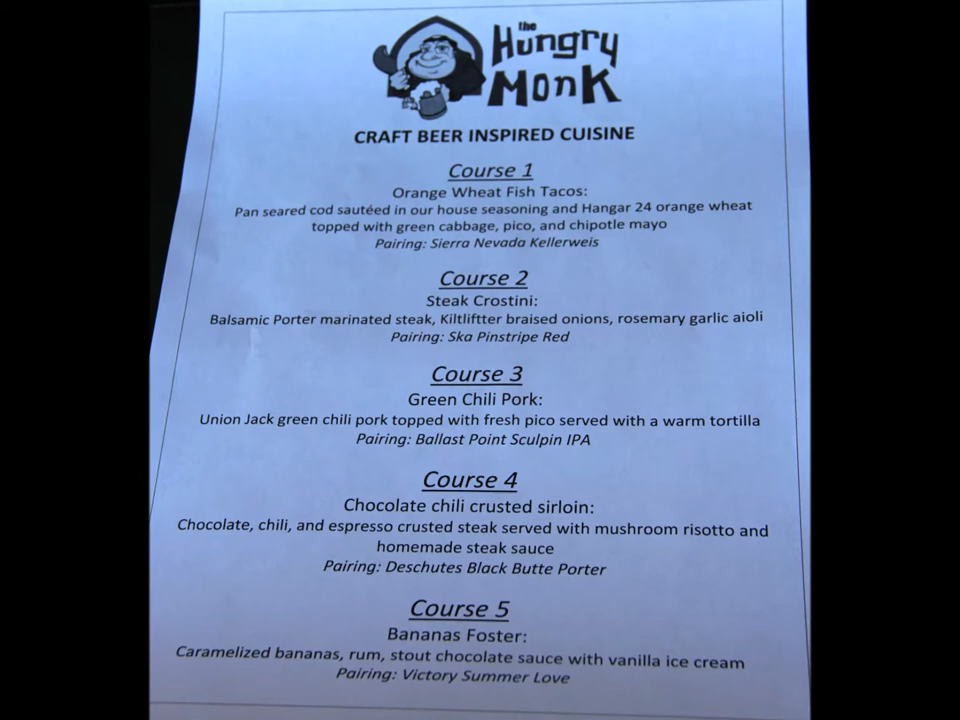 the
Hungry
Monk
CRAFT BEER INSPIRED CUISINE
Course 1
Orange Wheat Fish Tacos:
Pan seared cod sautéed in our house seasoning and Hangar 24 orange wheat
topped with green cabbage, pico, and chipotle mayo
Pairing: Sierra Nevada Kellerweis
Course 2
Steak Crostini:
Balsamic Porter marinated steak, Kiltliftter braised onions, rosemary garlic aioli
Pairing: Ska Pinstripe Red
Course 3
Green Chili Pork:
Union Jack green chili pork topped with fresh pico served with a warm tortilla
Pairing: Ballast Point Sculpin IPA
Course 4
Chocolate chili crusted sirloin:
Chocolate, chili, and espresso crusted steak served with mushroom risotto and
homemade steak sauce
Pairing: Deschutes Black Butte Porter
Course 5
Bananas Foster:
Caramelized bananas, rum, stout chocolate sauce with vanilla ice cream
Pairing: Victory Summer Love